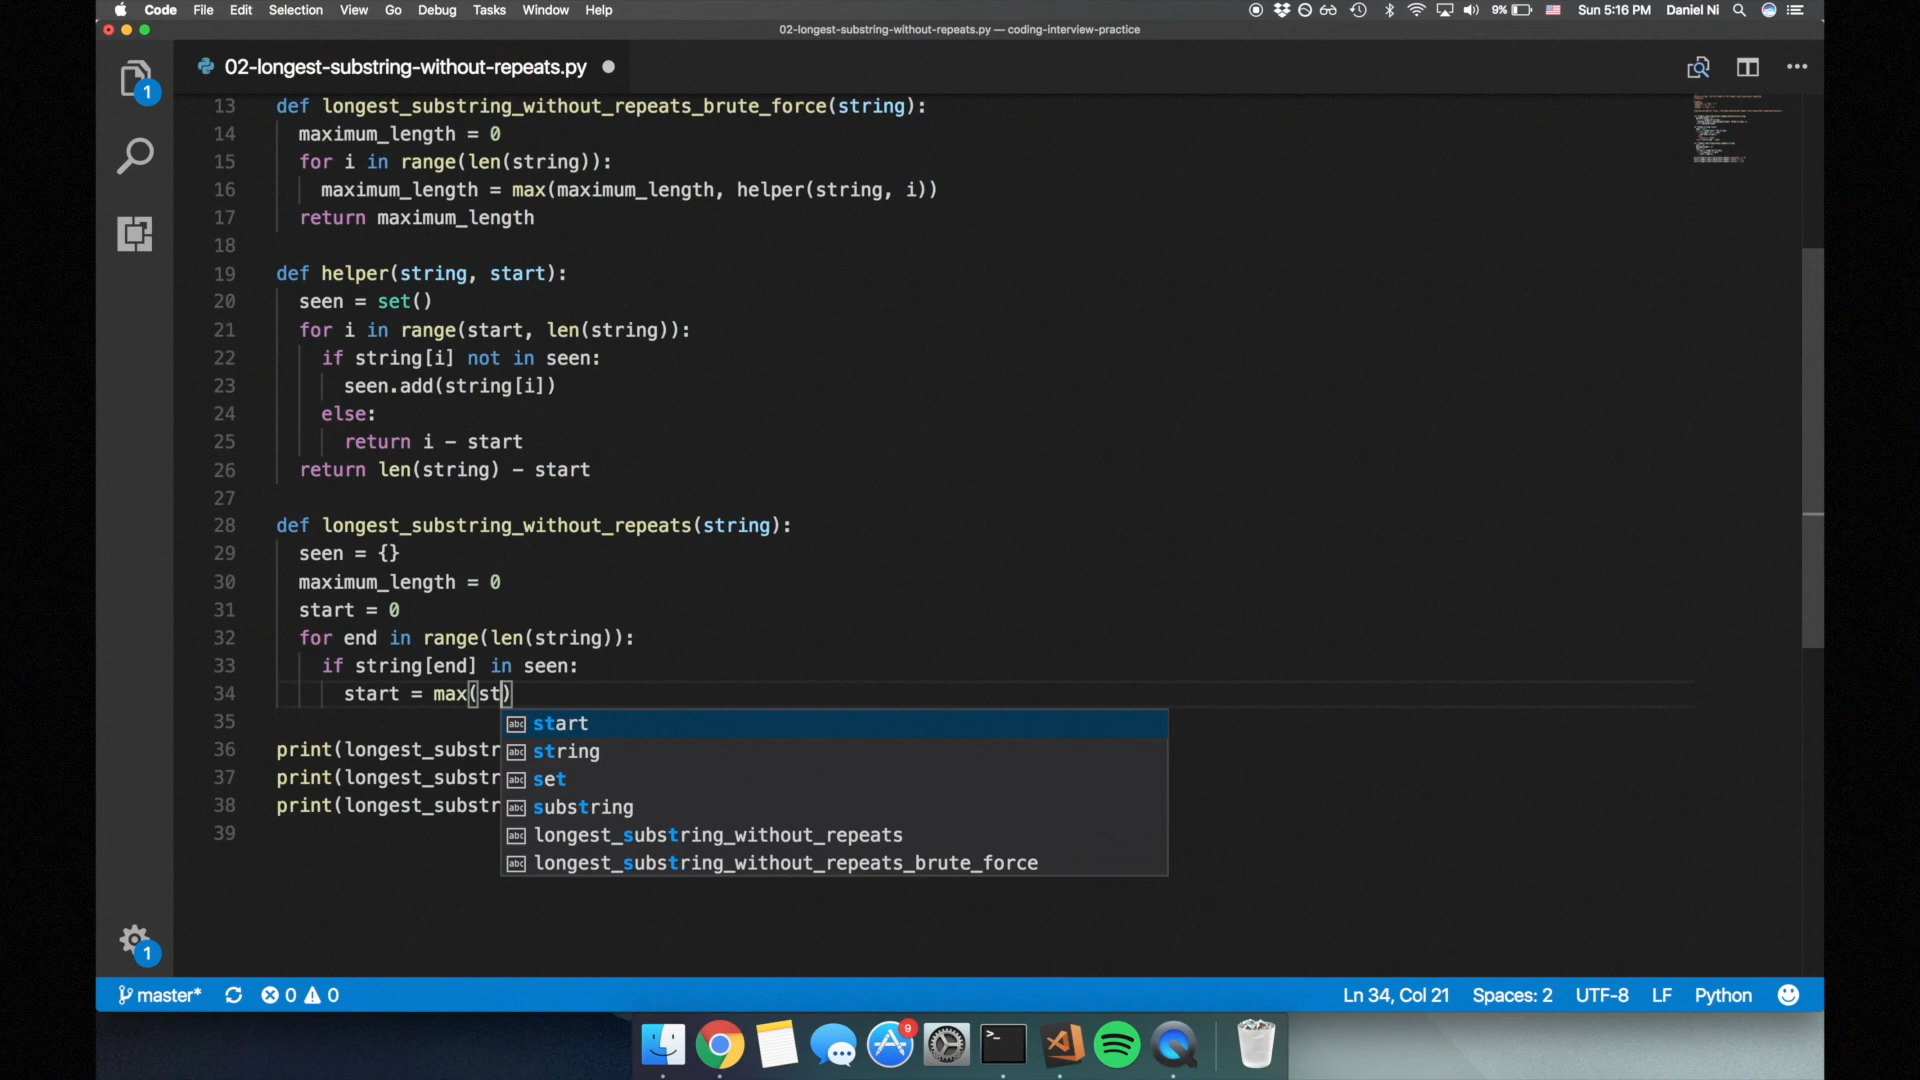 Code File Edit Selection View Go Debug Tasks Window Help 9% Sun 5:16 PM Daniel Ni
02-longest-substring-without-repeats.py — coding-interview-practice
1
02-longest-substring-without-repeats.py
13 def longest_substring_without_repeats_brute_force(string):
14 maximum_length = 0
15 for i in range(len(string)):
16 maximum_length = max(maximum_length, helper(string, i))
17 return maximum_length
18
19 def helper(string, start):
20 seen = set()
21 for i in range(start, len(string)):
22 if string[i] not in seen:
23 seen.add(string[i])
24 else:
25 return i - start
26 return len(string) - start
27
28 def longest_substring_without_repeats(string):
29 seen = {}
30 maximum_length = 0
31 start = 0
32 for end in range(len(string)):
33 if string[end] in seen:
34 start = max(st)
35
abc start
abc string
36 print(longest_substr
37 print(longest_substr
38 print(longest_substr
39
abc set
abc substring
abc longest_substring_without_repeats
abc longest_substring_without_repeats_brute_force
1
master* 0 0 Ln 34, Col 21 Spaces: 2 UTF-8 LF Python
9